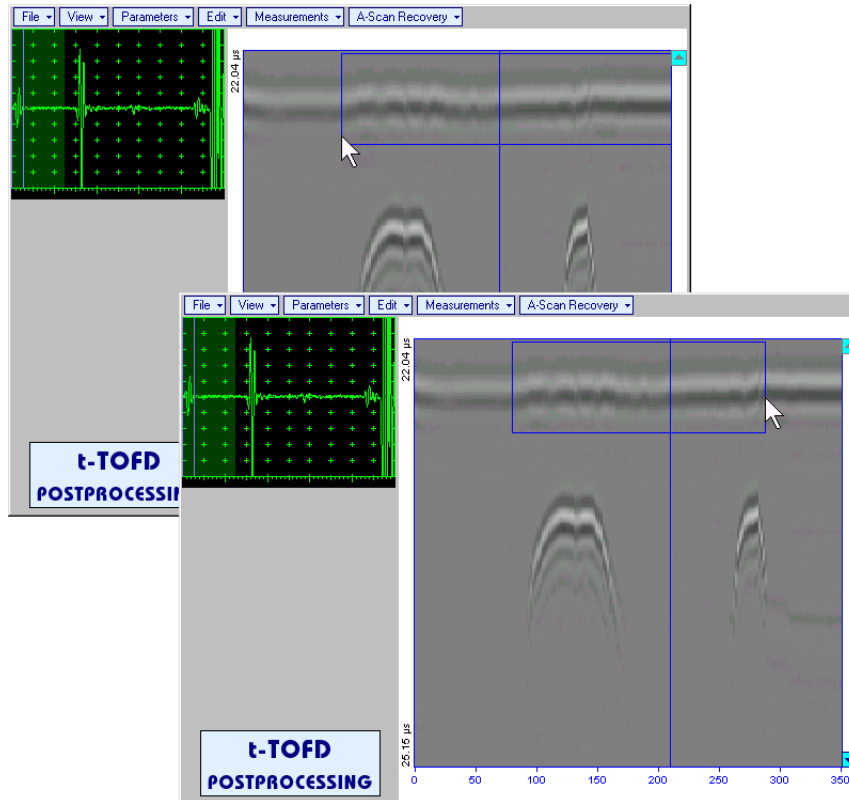 File View Parameters Edit Measurements A-Scan Recovery
22.04 µs
t-TOFD
File View Parameters Edit Measurements A-Scan Recovery
22.04 µs
25.15 µs
t-TOFD
POSTPROCESSING
0 50 100 150 200 250 300 350